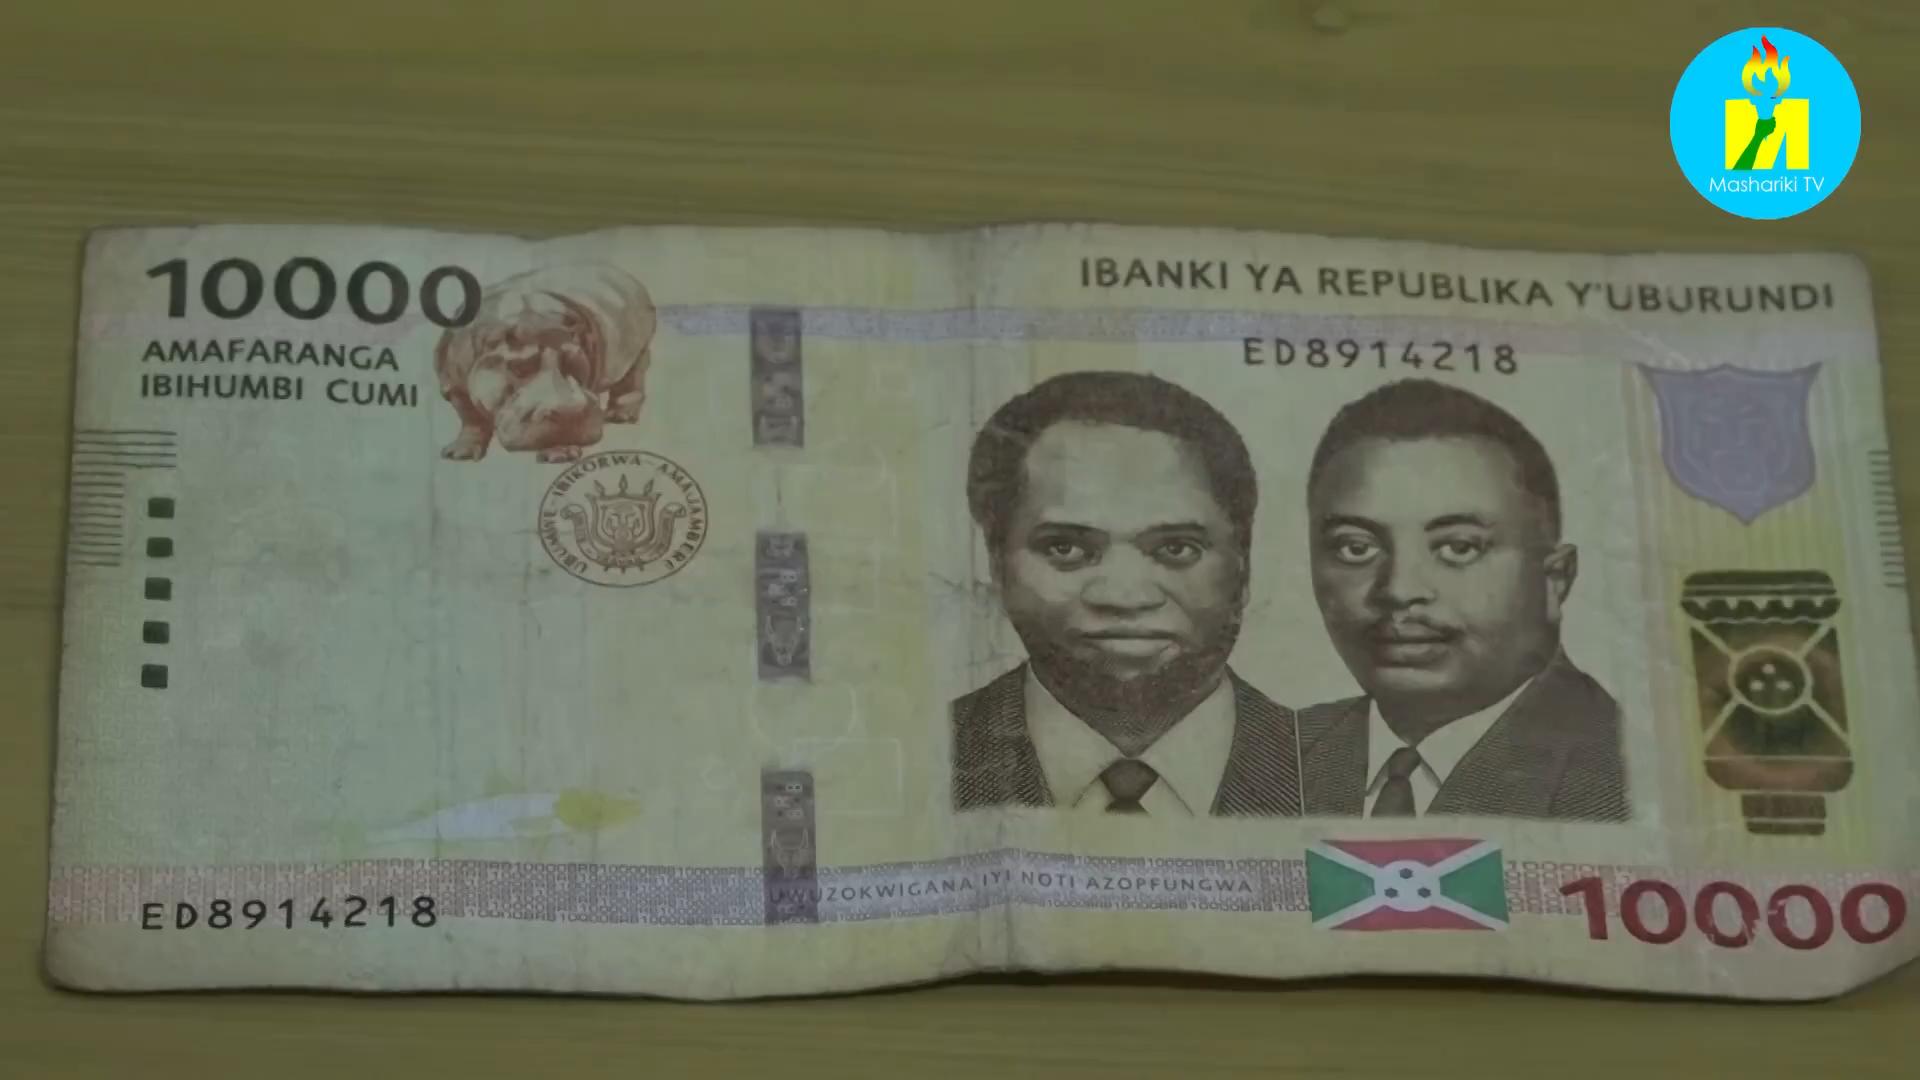 Mashariki TV
10000
AMAFARANGA
IBIHUMBI CUMI
IBANKI YA REPUBLIKA Y'UBURUNDI
ED8914218
UBUMWE - IBIKORWA - AMAJAMBERE
UWUZOKWIGANA IYI NOTI AZOPFUNGWA
ED8914218
10000